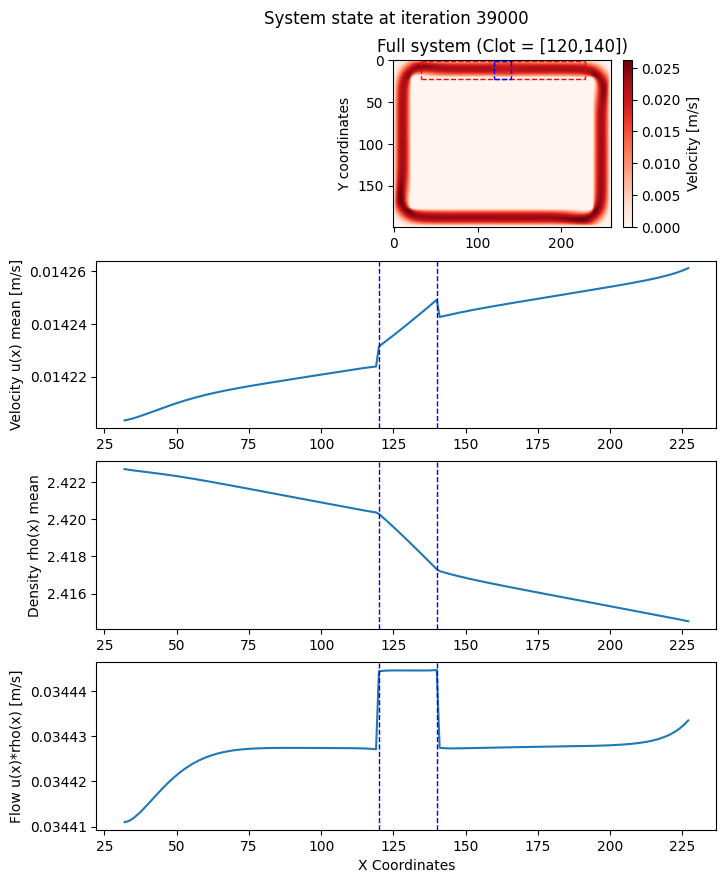 System state at iteration 39000
Full system (Clot = [120,140])
Y coordinates
0
50
100
150
0 100 200
0.025
0.020
0.015
0.010
0.005
0.000
Velocity [m/s]
Velocity u(x) mean [m/s]
0.01426
0.01424
0.01422
25 50 75 100 125 150 175 200 225
Density rho(x) mean
2.422
2.420
2.418
2.416
25 50 75 100 125 150 175 200 225
Flow u(x)*rho(x) [m/s]
0.03444
0.03443
0.03442
0.03441
25 50 75 100 125 150 175 200 225
X Coordinates